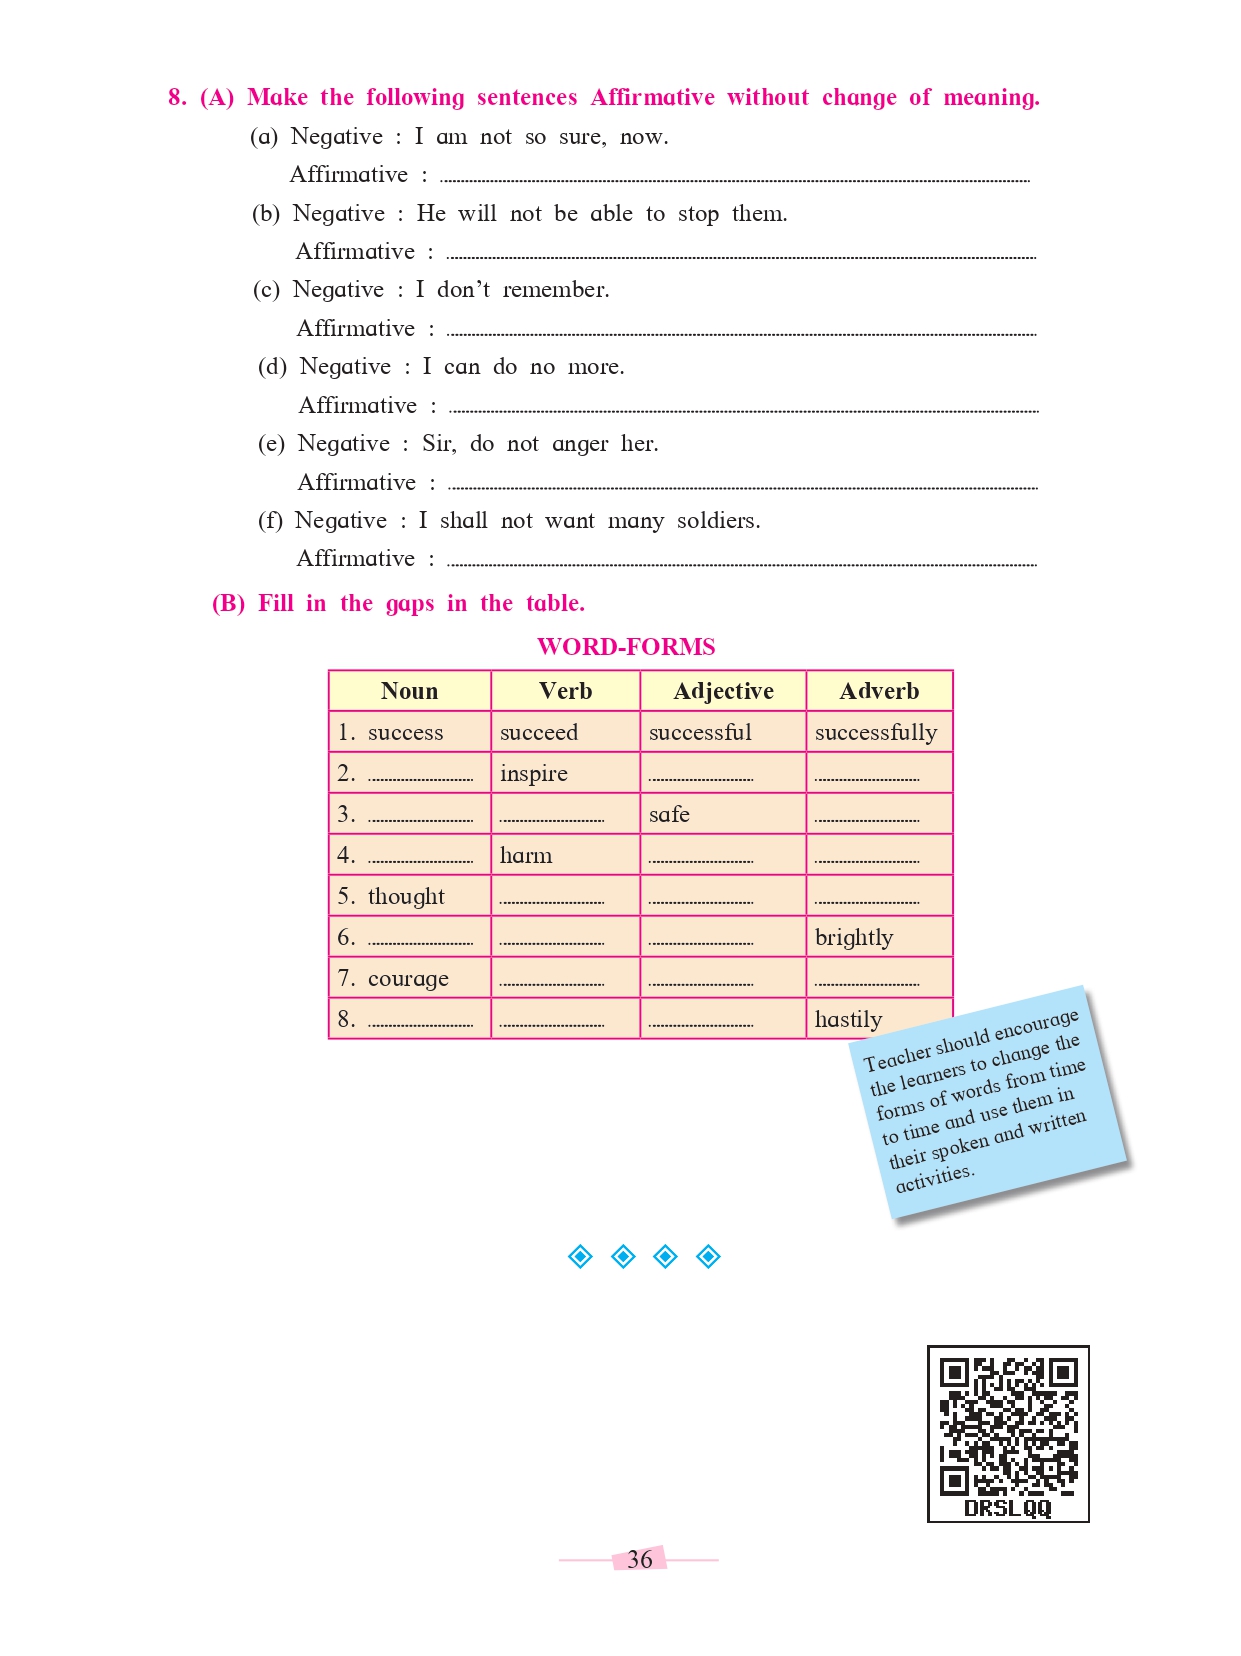 8. (A) Make the following sentences Affirmative without change of meaning.
(a) Negative : I am not so sure, now.
Affirmative : ....................
(b) Negative : He will not be able to stop them.
Affirmative : ....................
(c) Negative : I don’t remember.
Affirmative : ....................
(d) Negative : I can do no more.
Affirmative : ....................
(e) Negative : Sir, do not anger her.
Affirmative : ....................
(f) Negative : I shall not want many soldiers.
Affirmative : ....................
(B) Fill in the gaps in the table.
WORD-FORMS
Noun Verb Adjective Adverb
1. success succeed successful successfully
2. .................... inspire .................... ....................
3. .................... .................... safe ....................
4. .................... harm .................... ....................
5. thought .................... .................... ....................
6. .................... .................... .................... brightly
7. courage .................... .................... ....................
8. .................... .................... .................... hastily
Teacher should encourage
the learners to change the
forms of words from time
to time and use them in
their spoken and written
activities.
DRSLQQ
36